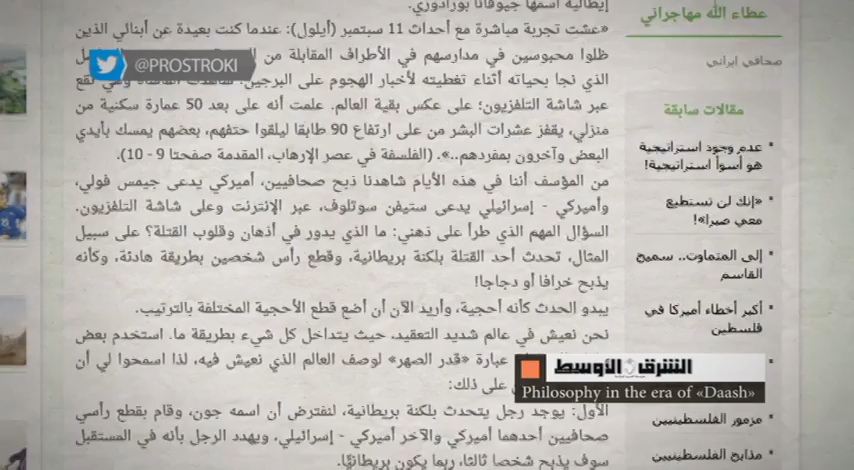 إيطالية اسمها جيوفانا بورادوري.
«عشت تجربة مباشرة مع أحداث 11 سبتمبر (أيلول): عندما كنت بعيدة عن أبنائي الذين
ظلوا محبوسين في مدارسهم في الأطراف المقابلة من
الذي نجا بحياته أثناء تغطيته لأخبار الهجوم على البرجين.
عبر شاشة التلفزيون؛ على عكس بقية العالم. علمت أنه على بعد 50 عمارة سكنية من
منزلي، يقفز عشرات البشر من على ارتفاع 90 طابقا ليلقوا حتفهم، بعضهم يمسك بأيدي
البعض وآخرون بمفردهم..». (الفلسفة في عصر الإرهاب، المقدمة صفحتا 9 - 10).
من المؤسف أننا في هذه الأيام شاهدنا ذبح صحافيين، أميركي يدعى جيمس فولي،
وأميركي - إسرائيلي يدعى ستيفن سوتلوف، عبر الإنترنت وعلى شاشة التلفزيون.
السؤال المهم الذي طرأ على ذهني: ما الذي يدور في أذهان وقلوب القتلة؟ على سبيل
المثال، تحدث أحد القتلة بلكنة بريطانية، وقطع رأس شخصين بطريقة هادئة، وكأنه
يذبح خرافا أو دجاجا!
يبدو الحدث كأنه أحجية، وأريد الآن أن أضع قطع الأحجية المختلفة بالترتيب.
نحن نعيش في عالم شديد التعقيد، حيث يتداخل كل شيء بطريقة ما. استخدم بعض
عبارة «قدر الصهر» لوصف العالم الذي نعيش فيه، لذا اسمحوا لي أن
على ذلك:
الأول: يوجد رجل يتحدث بلكنة بريطانية، لنفترض أن اسمه جون، وقام بقطع رأسي
صحافيين أحدهما أميركي والآخر أميركي - إسرائيلي، ويهدد الرجل بأنه في المستقبل
سوف يذبح شخصا ثالثا، ربما يكون بريطانيًا.
عطاء الله مهاجراني
صحافي ايراني
مقالات سابقة
عدم وجود استراتيجية
هو أسوأ استراتيجية!
«إنك لن تستطيع
معي صبرا»!
إلى المتماوت.. سميح
القاسم
أكبر أخطاء أميركا في
فلسطين
مزمور الفلسطينيين
مذابح الفلسطينيين
@PROSTROKI
الشرق الأوسط
Philosophy in the era of «Daash»